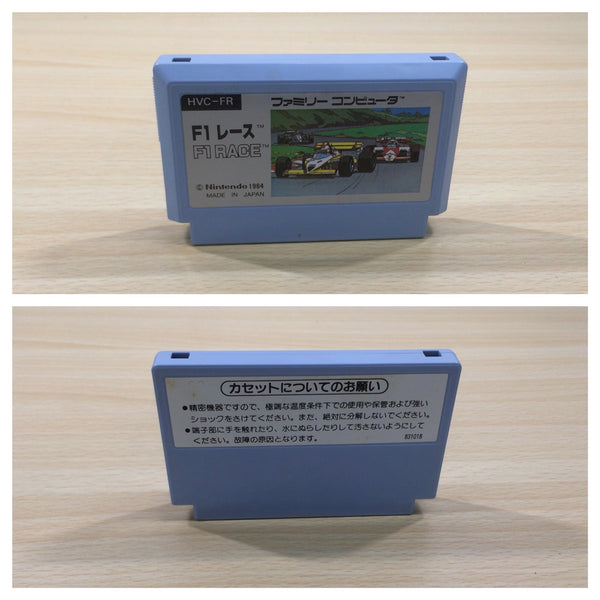 HVC-FR
ファミリー コンピュータ™
F1 レース™
F1 RACE™
© Nintendo 1984
MADE IN JAPAN
カセットについてのお願い
●精密機器ですので、極端な温度条件下での使用や保管および強い
ショックをさけてください。また、絶対に分解しないでください。
●端子部に手を触れたり、水にぬらしたりして汚さないようにして
ください。故障の原因となります。
831018